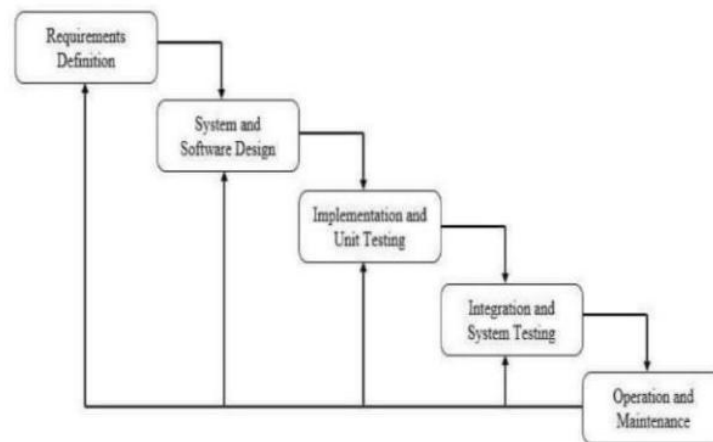 Requirements
Definition
System and
Software Design
Implementation and
Unit Testing
Integration and
System Testing
Operation and
Maintenance